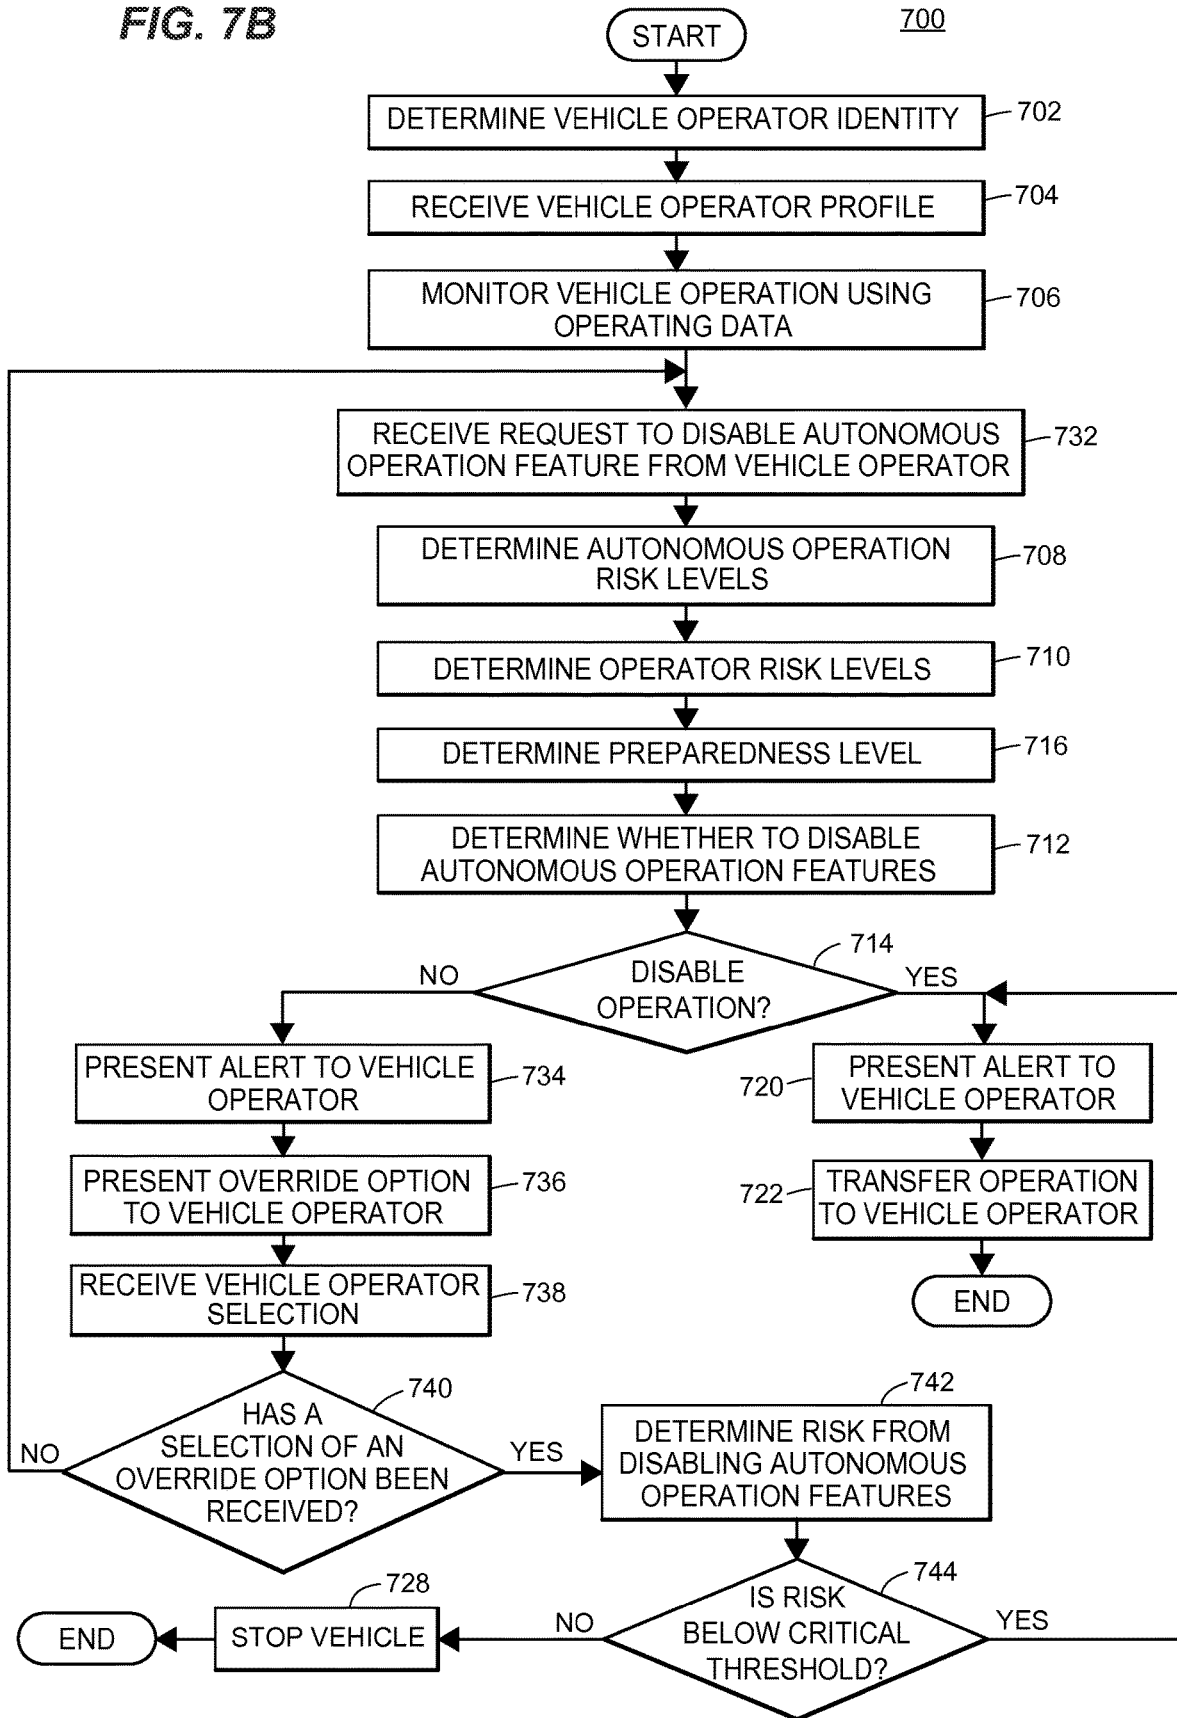 FIG. 7B
700
START
DETERMINE VEHICLE OPERATOR IDENTITY
702
RECEIVE VEHICLE OPERATOR PROFILE
704
MONITOR VEHICLE OPERATION USING
OPERATING DATA
706
RECEIVE REQUEST TO DISABLE AUTONOMOUS
OPERATION FEATURE FROM VEHICLE OPERATOR
732
DETERMINE AUTONOMOUS OPERATION
RISK LEVELS
708
DETERMINE OPERATOR RISK LEVELS
710
DETERMINE PREPAREDNESS LEVEL
716
DETERMINE WHETHER TO DISABLE
AUTONOMOUS OPERATION FEATURES
712
714
NO
DISABLE
OPERATION?
YES
PRESENT ALERT TO VEHICLE
OPERATOR
734
720
PRESENT ALERT TO
VEHICLE OPERATOR
PRESENT OVERRIDE OPTION
TO VEHICLE OPERATOR
736
722
TRANSFER OPERATION
TO VEHICLE OPERATOR
RECEIVE VEHICLE OPERATOR
SELECTION
738
END
740
NO
HAS A
SELECTION OF AN
OVERRIDE OPTION BEEN
RECEIVED?
YES
742
DETERMINE RISK FROM
DISABLING AUTONOMOUS
OPERATION FEATURES
744
IS RISK
BELOW CRITICAL
THRESHOLD?
NO
YES
728
STOP VEHICLE
END